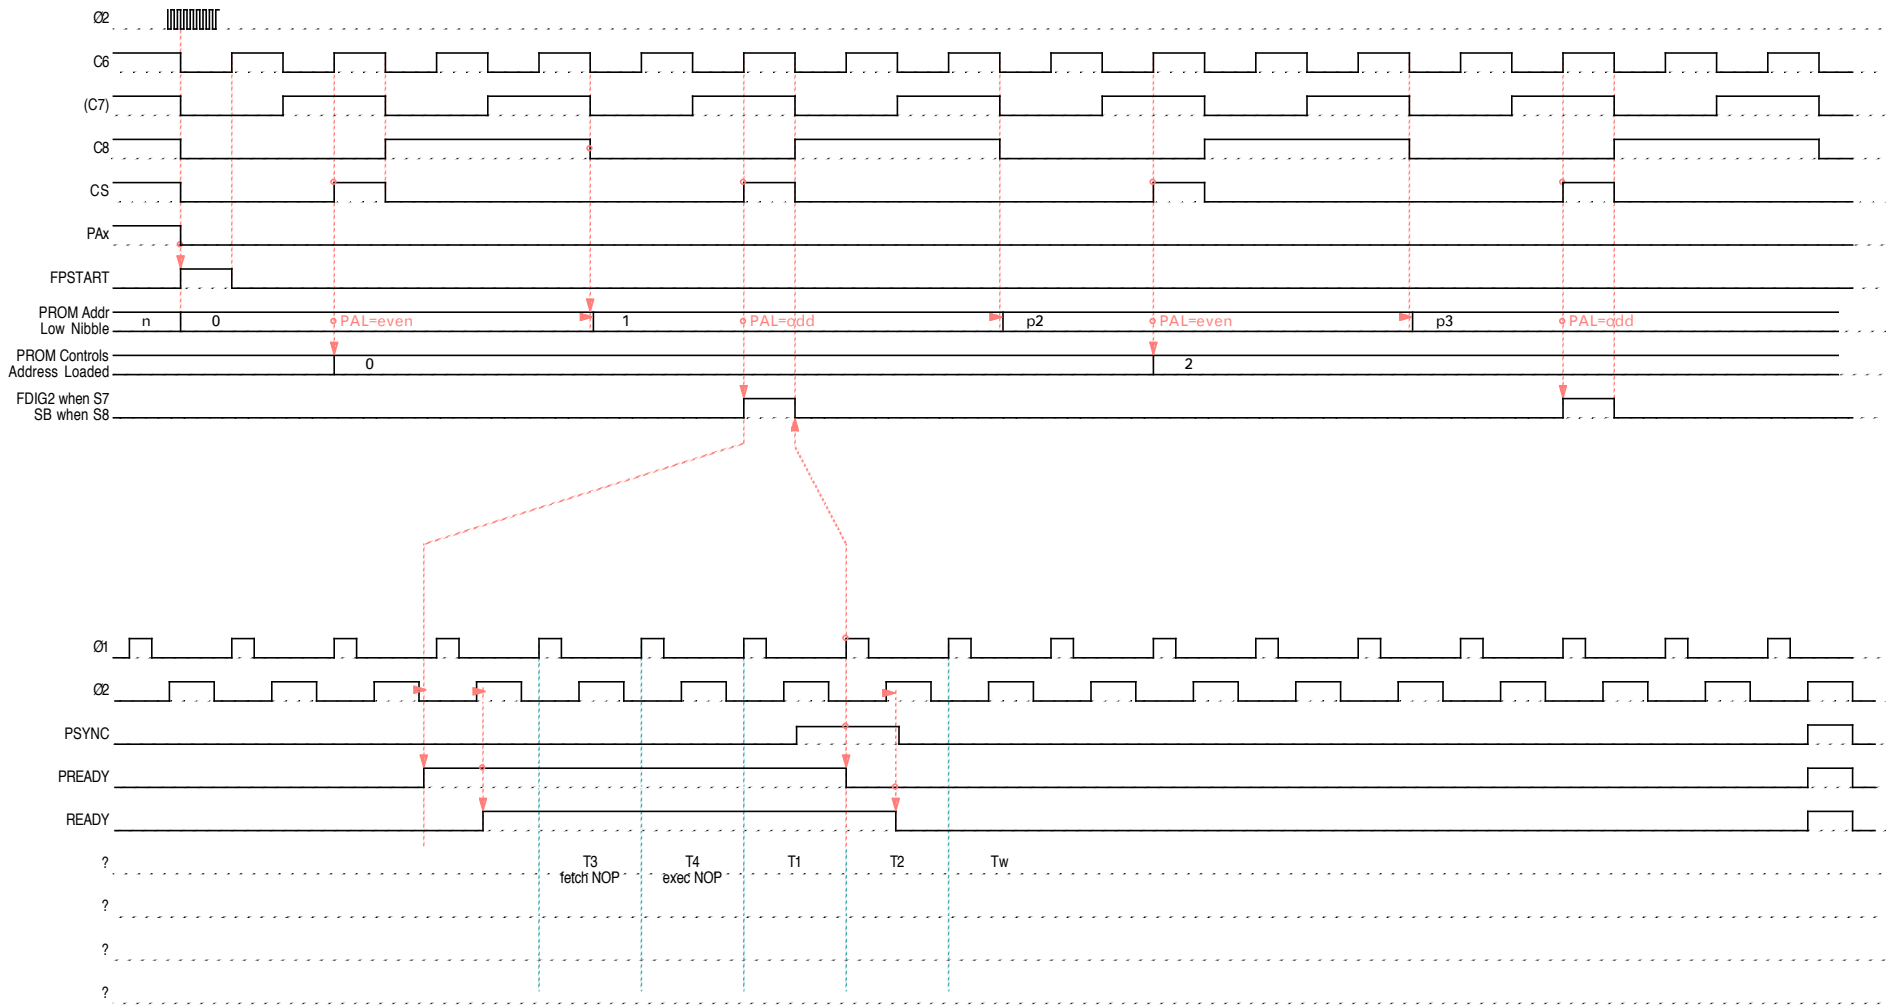 Ø2
C6
(C7)
C8
CS
PAx
FPSTART
PROM Addr
Low Nibble
n 0 PAL=even 1 PAL=odd p2 PAL=even p3 PAL=odd
PROM Controls
Address Loaded
0 2
FDIG2 when S7
SB when S8
Ø1
Ø2
PSYNC
PREADY
READY
? T3 T4 T1 T2 Tw
fetch NOP exec NOP
?
?
?